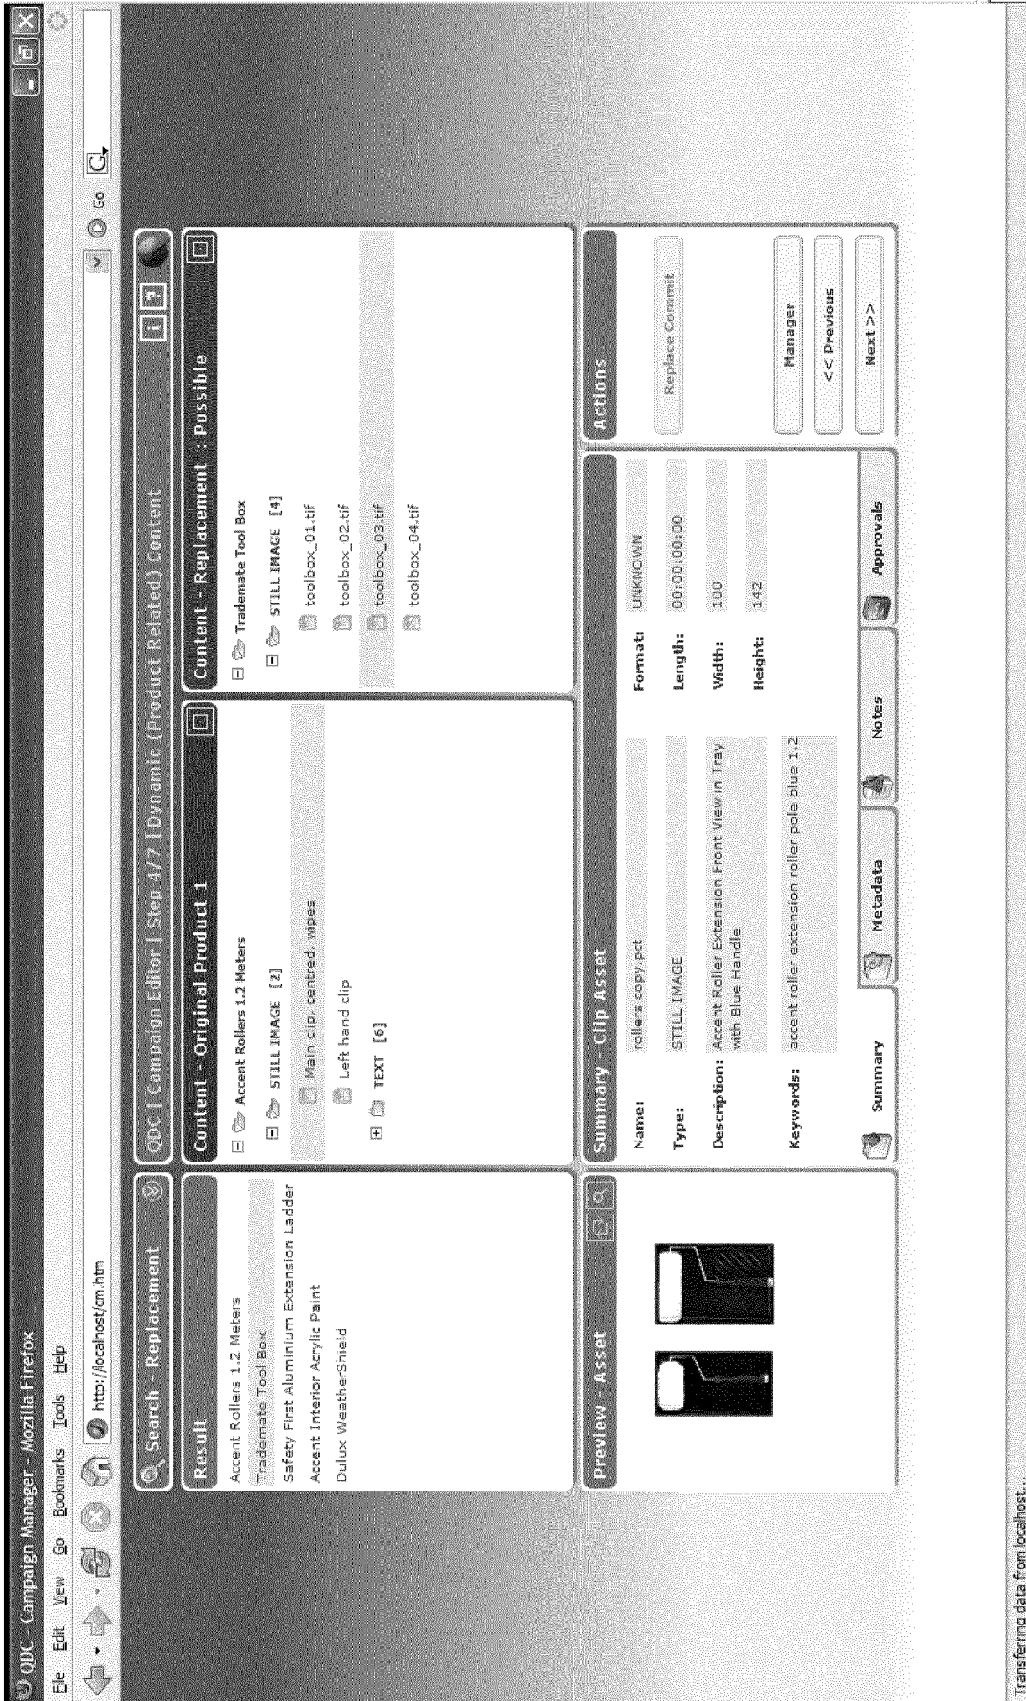 QDC - Campaign Manager - Mozilla Firefox
File Edit View Go Bookmarks Tools Help
http://localhost/cm.htm
Go
Search - Replacement
QDC | Campaign Editor | Step 4/7 | Dynamic (Product Related) Content
i ?
Result
Accent Rollers 1.2 Meters
Trademate Tool Box
Safety First Aluminium Extension Ladder
Accent Interior Acrylic Paint
Dulux WeatherShield
Content - Original Product 1
Accent Rollers 1.2 Meters
STILL IMAGE [2]
Main clip, centred, wipes
Left hand clip
TEXT [6]
Content - Replacement : Possible
Trademate Tool Box
STILL IMAGE [4]
toolbox_01.tif
toolbox_02.tif
toolbox_03.tif
toolbox_04.tif
Preview - Asset
Summary - Clip Asset
Name: rollers copy.pct
Type: STILL IMAGE
Description: Accent Roller Extension Front View in Tray
with Blue Handle
Keywords: accent roller extension roller pole blue 1.2
Format: UNKNOWN
Length: 00:00:00:00
Width: 100
Height: 142
Summary
Metadata
Notes
Approvals
Actions
Replace Commit
Manager
<< Previous
Next >>
Transferring data from localhost...